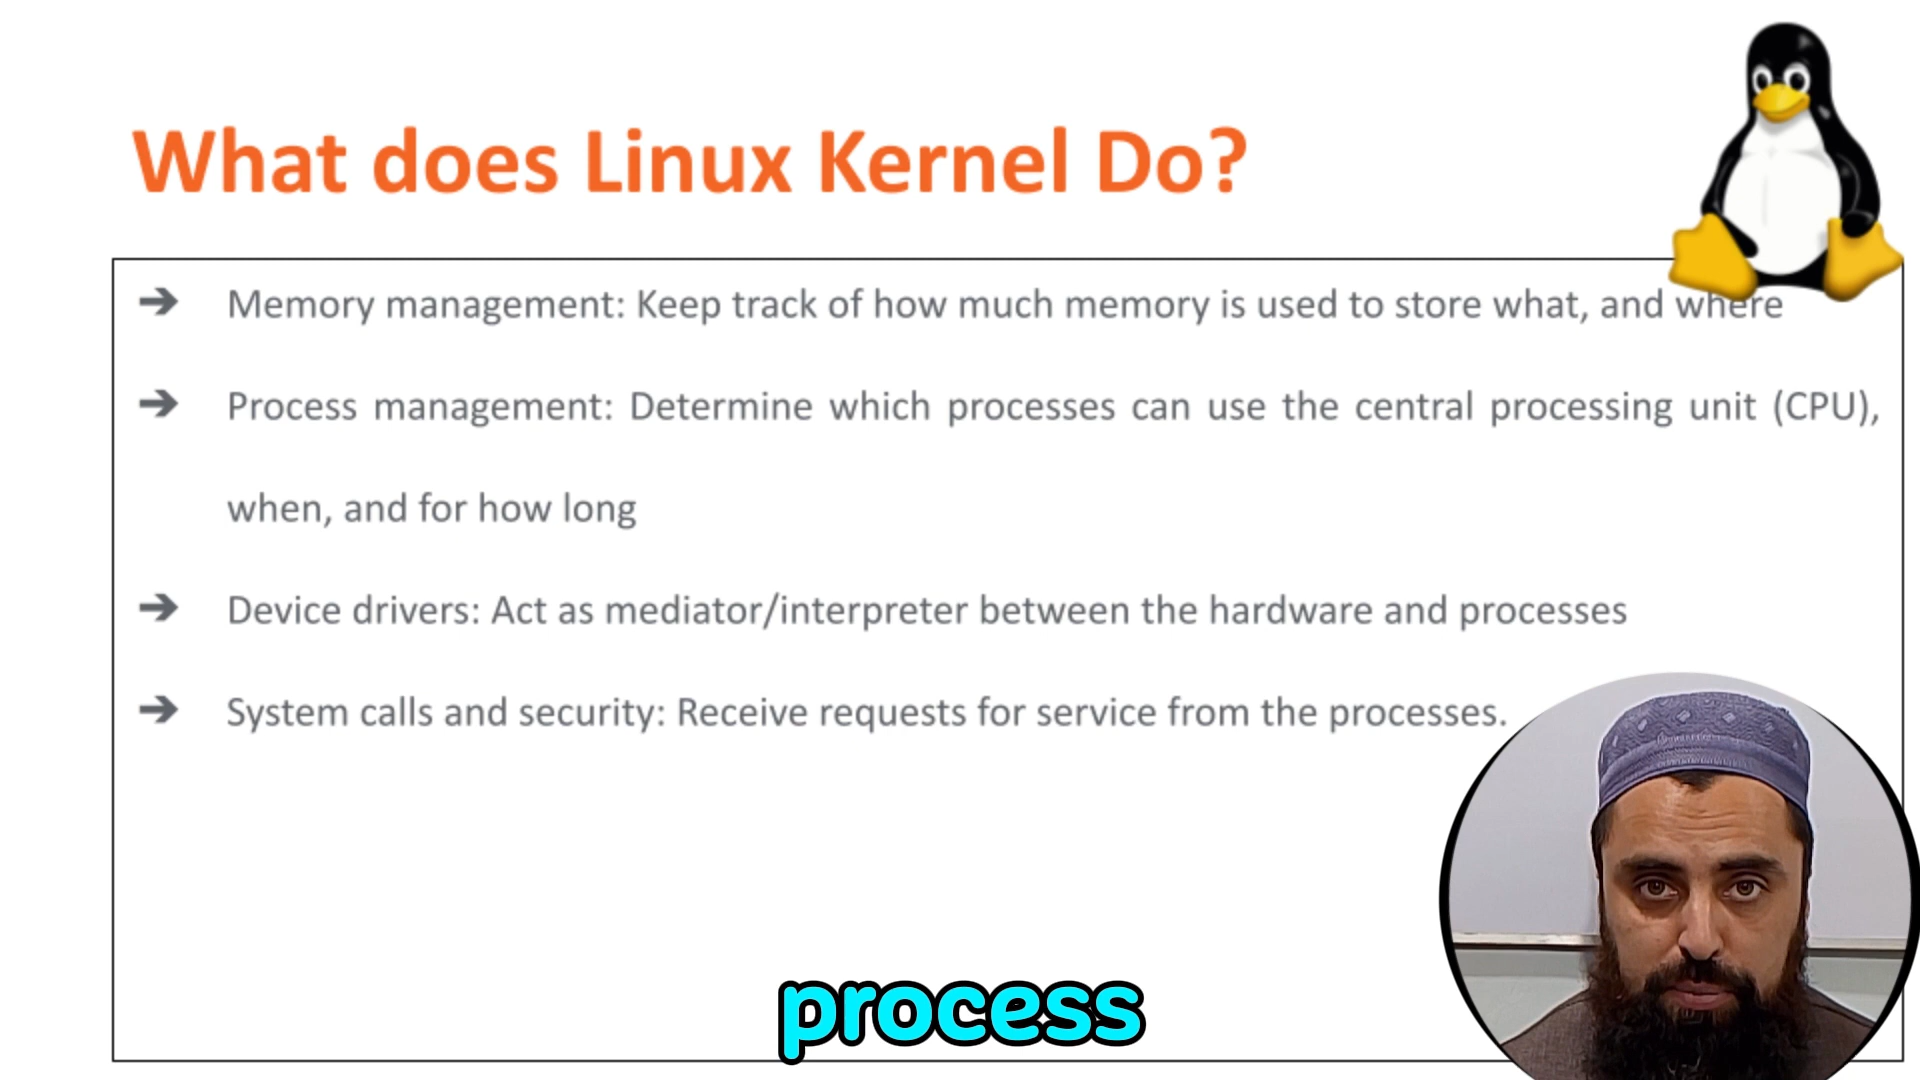 What does Linux Kernel Do?
➔ Memory management: Keep track of how much memory is used to store what, and where
➔ Process management: Determine which processes can use the central processing unit (CPU),
when, and for how long
➔ Device drivers: Act as mediator/interpreter between the hardware and processes
➔ System calls and security: Receive requests for service from the processes.
process